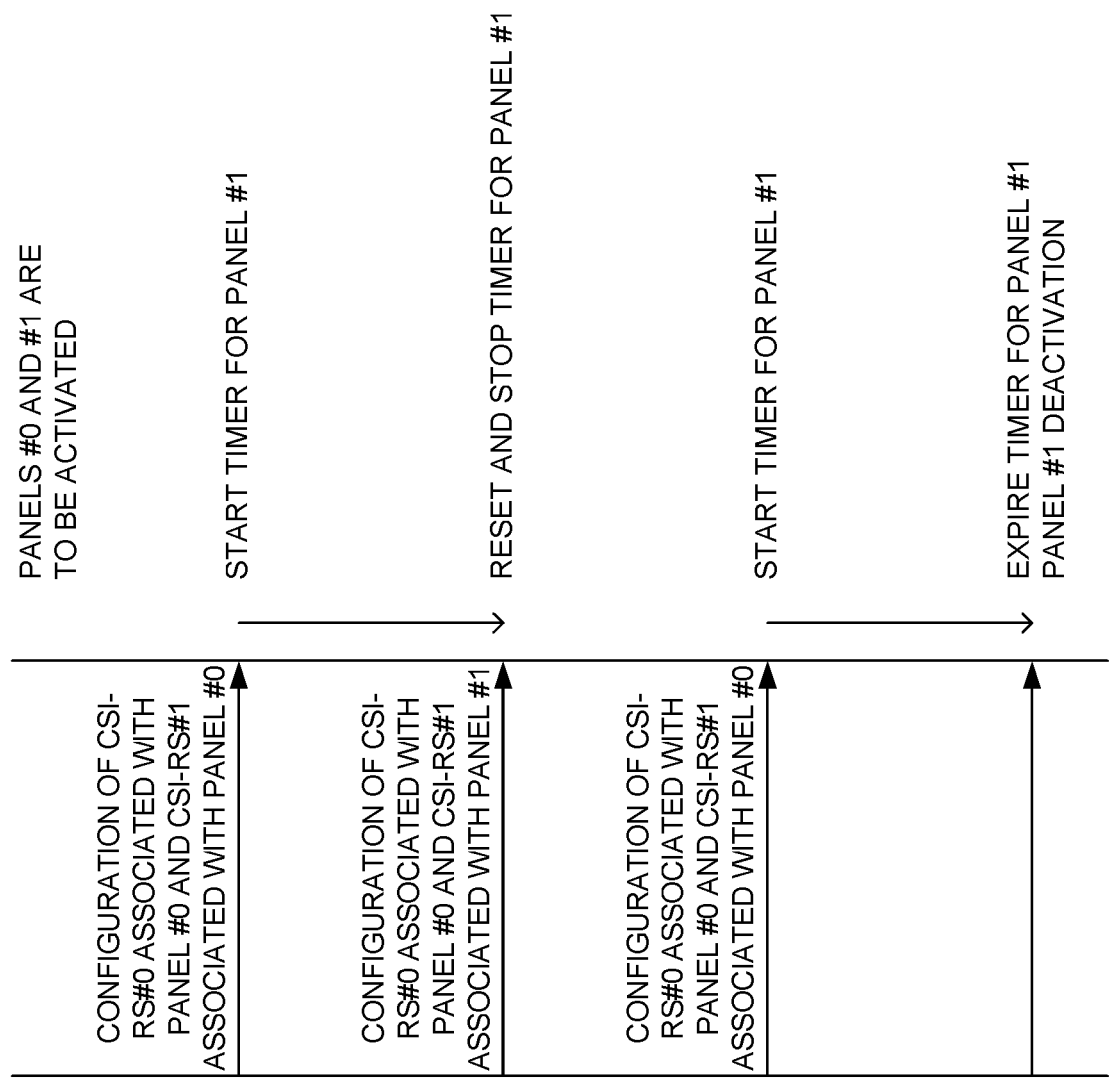 PANELS #0 AND #1 ARE
TO BE ACTIVATED
CONFIGURATION OF CSI-
RS#0 ASSOCIATED WITH
PANEL #0 AND CSI-RS#1
ASSOCIATED WITH PANEL #0
START TIMER FOR PANEL #1
CONFIGURATION OF CSI-
RS#0 ASSOCIATED WITH
PANEL #0 AND CSI-RS#1
ASSOCIATED WITH PANEL #1
RESET AND STOP TIMER FOR PANEL #1
CONFIGURATION OF CSI-
RS#0 ASSOCIATED WITH
PANEL #0 AND CSI-RS#1
ASSOCIATED WITH PANEL #0
START TIMER FOR PANEL #1
EXPIRE TIMER FOR PANEL #1
PANEL #1 DEACTIVATION